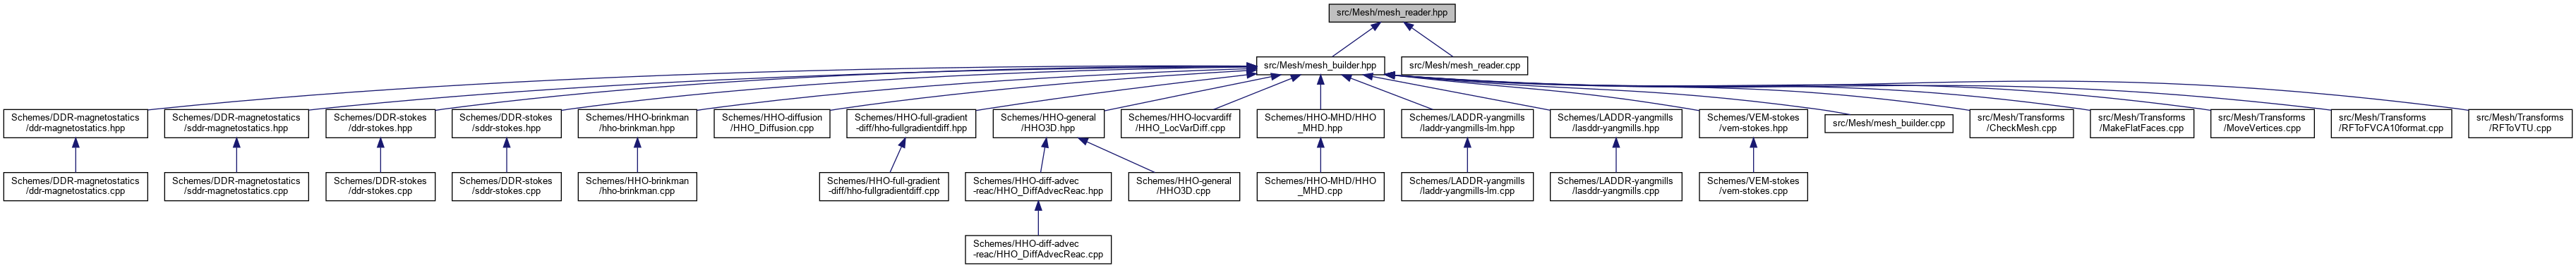 src/Mesh/mesh_reader.hpp
src/Mesh/mesh_builder.hpp
src/Mesh/mesh_reader.cpp
Schemes/DDR-magnetostatics
/ddr-magnetostatics.hpp
Schemes/DDR-magnetostatics
/sddr-magnetostatics.hpp
Schemes/DDR-stokes
/ddr-stokes.hpp
Schemes/DDR-stokes
/sddr-stokes.hpp
Schemes/HHO-brinkman
/hho-brinkman.hpp
Schemes/HHO-diffusion
/HHO_Diffusion.cpp
Schemes/HHO-full-gradient
-diff/hho-fullgradientdiff.hpp
Schemes/HHO-general
/HHO3D.hpp
Schemes/HHO-locvardiff
/HHO_LocVarDiff.cpp
Schemes/HHO-MHD/HHO
_MHD.hpp
Schemes/LADDR-yangmills
/laddr-yangmills-lm.hpp
Schemes/LADDR-yangmills
/lasddr-yangmills.hpp
Schemes/VEM-stokes
/vem-stokes.hpp
src/Mesh/mesh_builder.cpp
src/Mesh/Transforms
/CheckMesh.cpp
src/Mesh/Transforms
/MakeFlatFaces.cpp
src/Mesh/Transforms
/MoveVertices.cpp
src/Mesh/Transforms
/RFToFVCA10format.cpp
src/Mesh/Transforms
/RFToVTU.cpp
Schemes/DDR-magnetostatics
/ddr-magnetostatics.cpp
Schemes/DDR-magnetostatics
/sddr-magnetostatics.cpp
Schemes/DDR-stokes
/ddr-stokes.cpp
Schemes/DDR-stokes
/sddr-stokes.cpp
Schemes/HHO-brinkman
/hho-brinkman.cpp
Schemes/HHO-full-gradient
-diff/hho-fullgradientdiff.cpp
Schemes/HHO-diff-advec
-reac/HHO_DiffAdvecReac.hpp
Schemes/HHO-general
/HHO3D.cpp
Schemes/HHO-MHD/HHO
_MHD.cpp
Schemes/LADDR-yangmills
/laddr-yangmills-lm.cpp
Schemes/LADDR-yangmills
/lasddr-yangmills.cpp
Schemes/VEM-stokes
/vem-stokes.cpp
Schemes/HHO-diff-advec
-reac/HHO_DiffAdvecReac.cpp